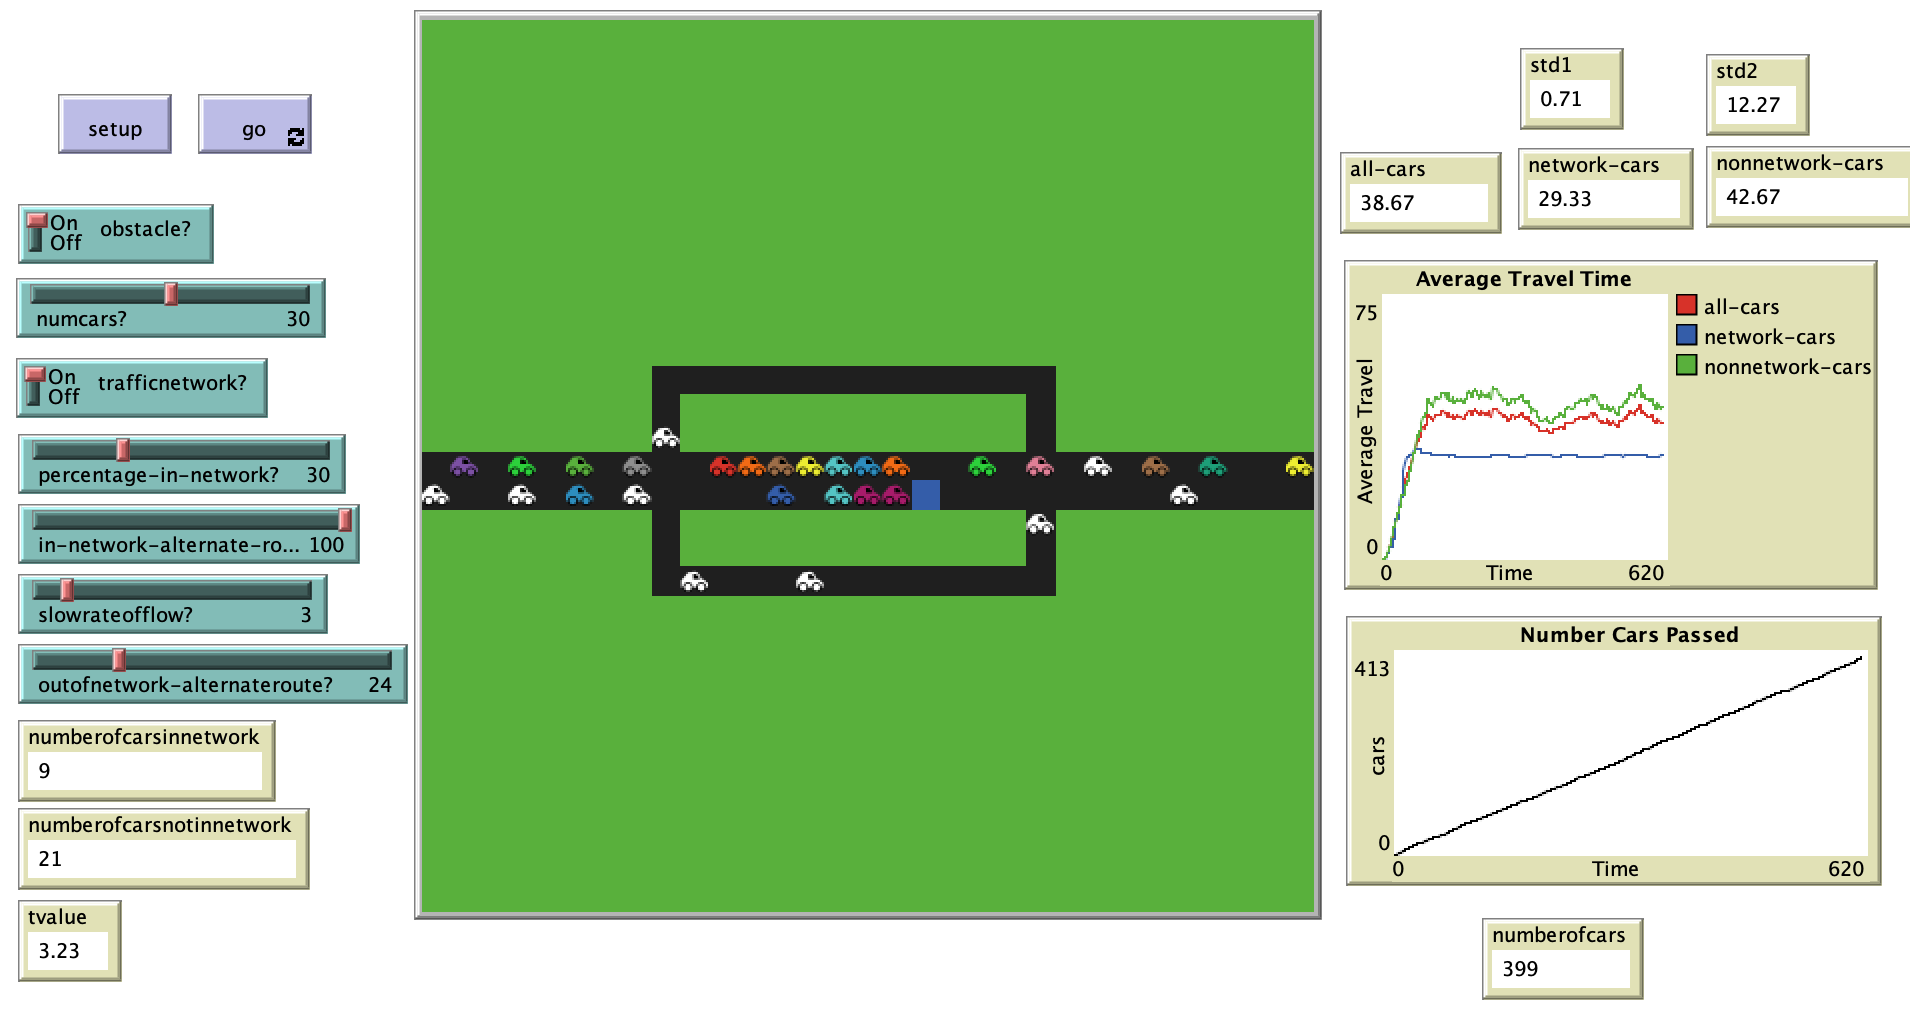 setup
go
On
Off
obstacle?
numcars? 30
On
Off
trafficnetwork?
percentage-in-network? 30
in-network-alternate-ro... 100
slowrateofflow? 3
outofnetwork-alternateroute? 24
numberofcarsinnetwork
9
numberofcarsnotinnetwork
21
tvalue
3.23
std1
0.71
std2
12.27
all-cars
38.67
network-cars
29.33
nonnetwork-cars
42.67
Average Travel Time
75
Average Travel
0
0 Time 620
all-cars
network-cars
nonnetwork-cars
Number Cars Passed
413
cars
0
0 Time 620
numberofcars
399